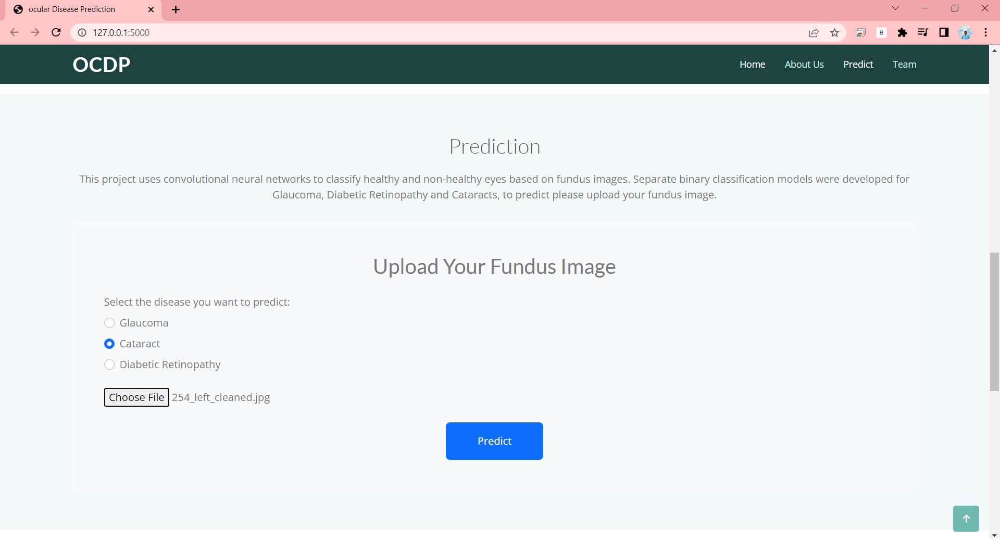 ocular Disease Prediction
127.0.0.1:5000
B
OCDP
Home About Us Predict Team
Prediction
This project uses convolutional neural networks to classify healthy and non-healthy eyes based on fundus images. Separate binary classification models were developed for
Glaucoma, Diabetic Retinopathy and Cataracts, to predict please upload your fundus image.
Upload Your Fundus Image
Select the disease you want to predict:
Glaucoma
Cataract
Diabetic Retinopathy
Choose File 254_left_cleaned.jpg
Predict